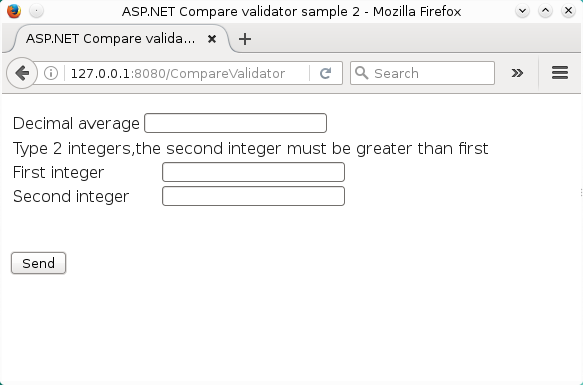 ASP.NET Compare validator sample 2 - Mozilla Firefox
ASP.NET Compare valida...
127.0.0.1:8080/CompareValidator
Search
Decimal average
Type 2 integers,the second integer must be greater than first
First integer
Second integer
Send